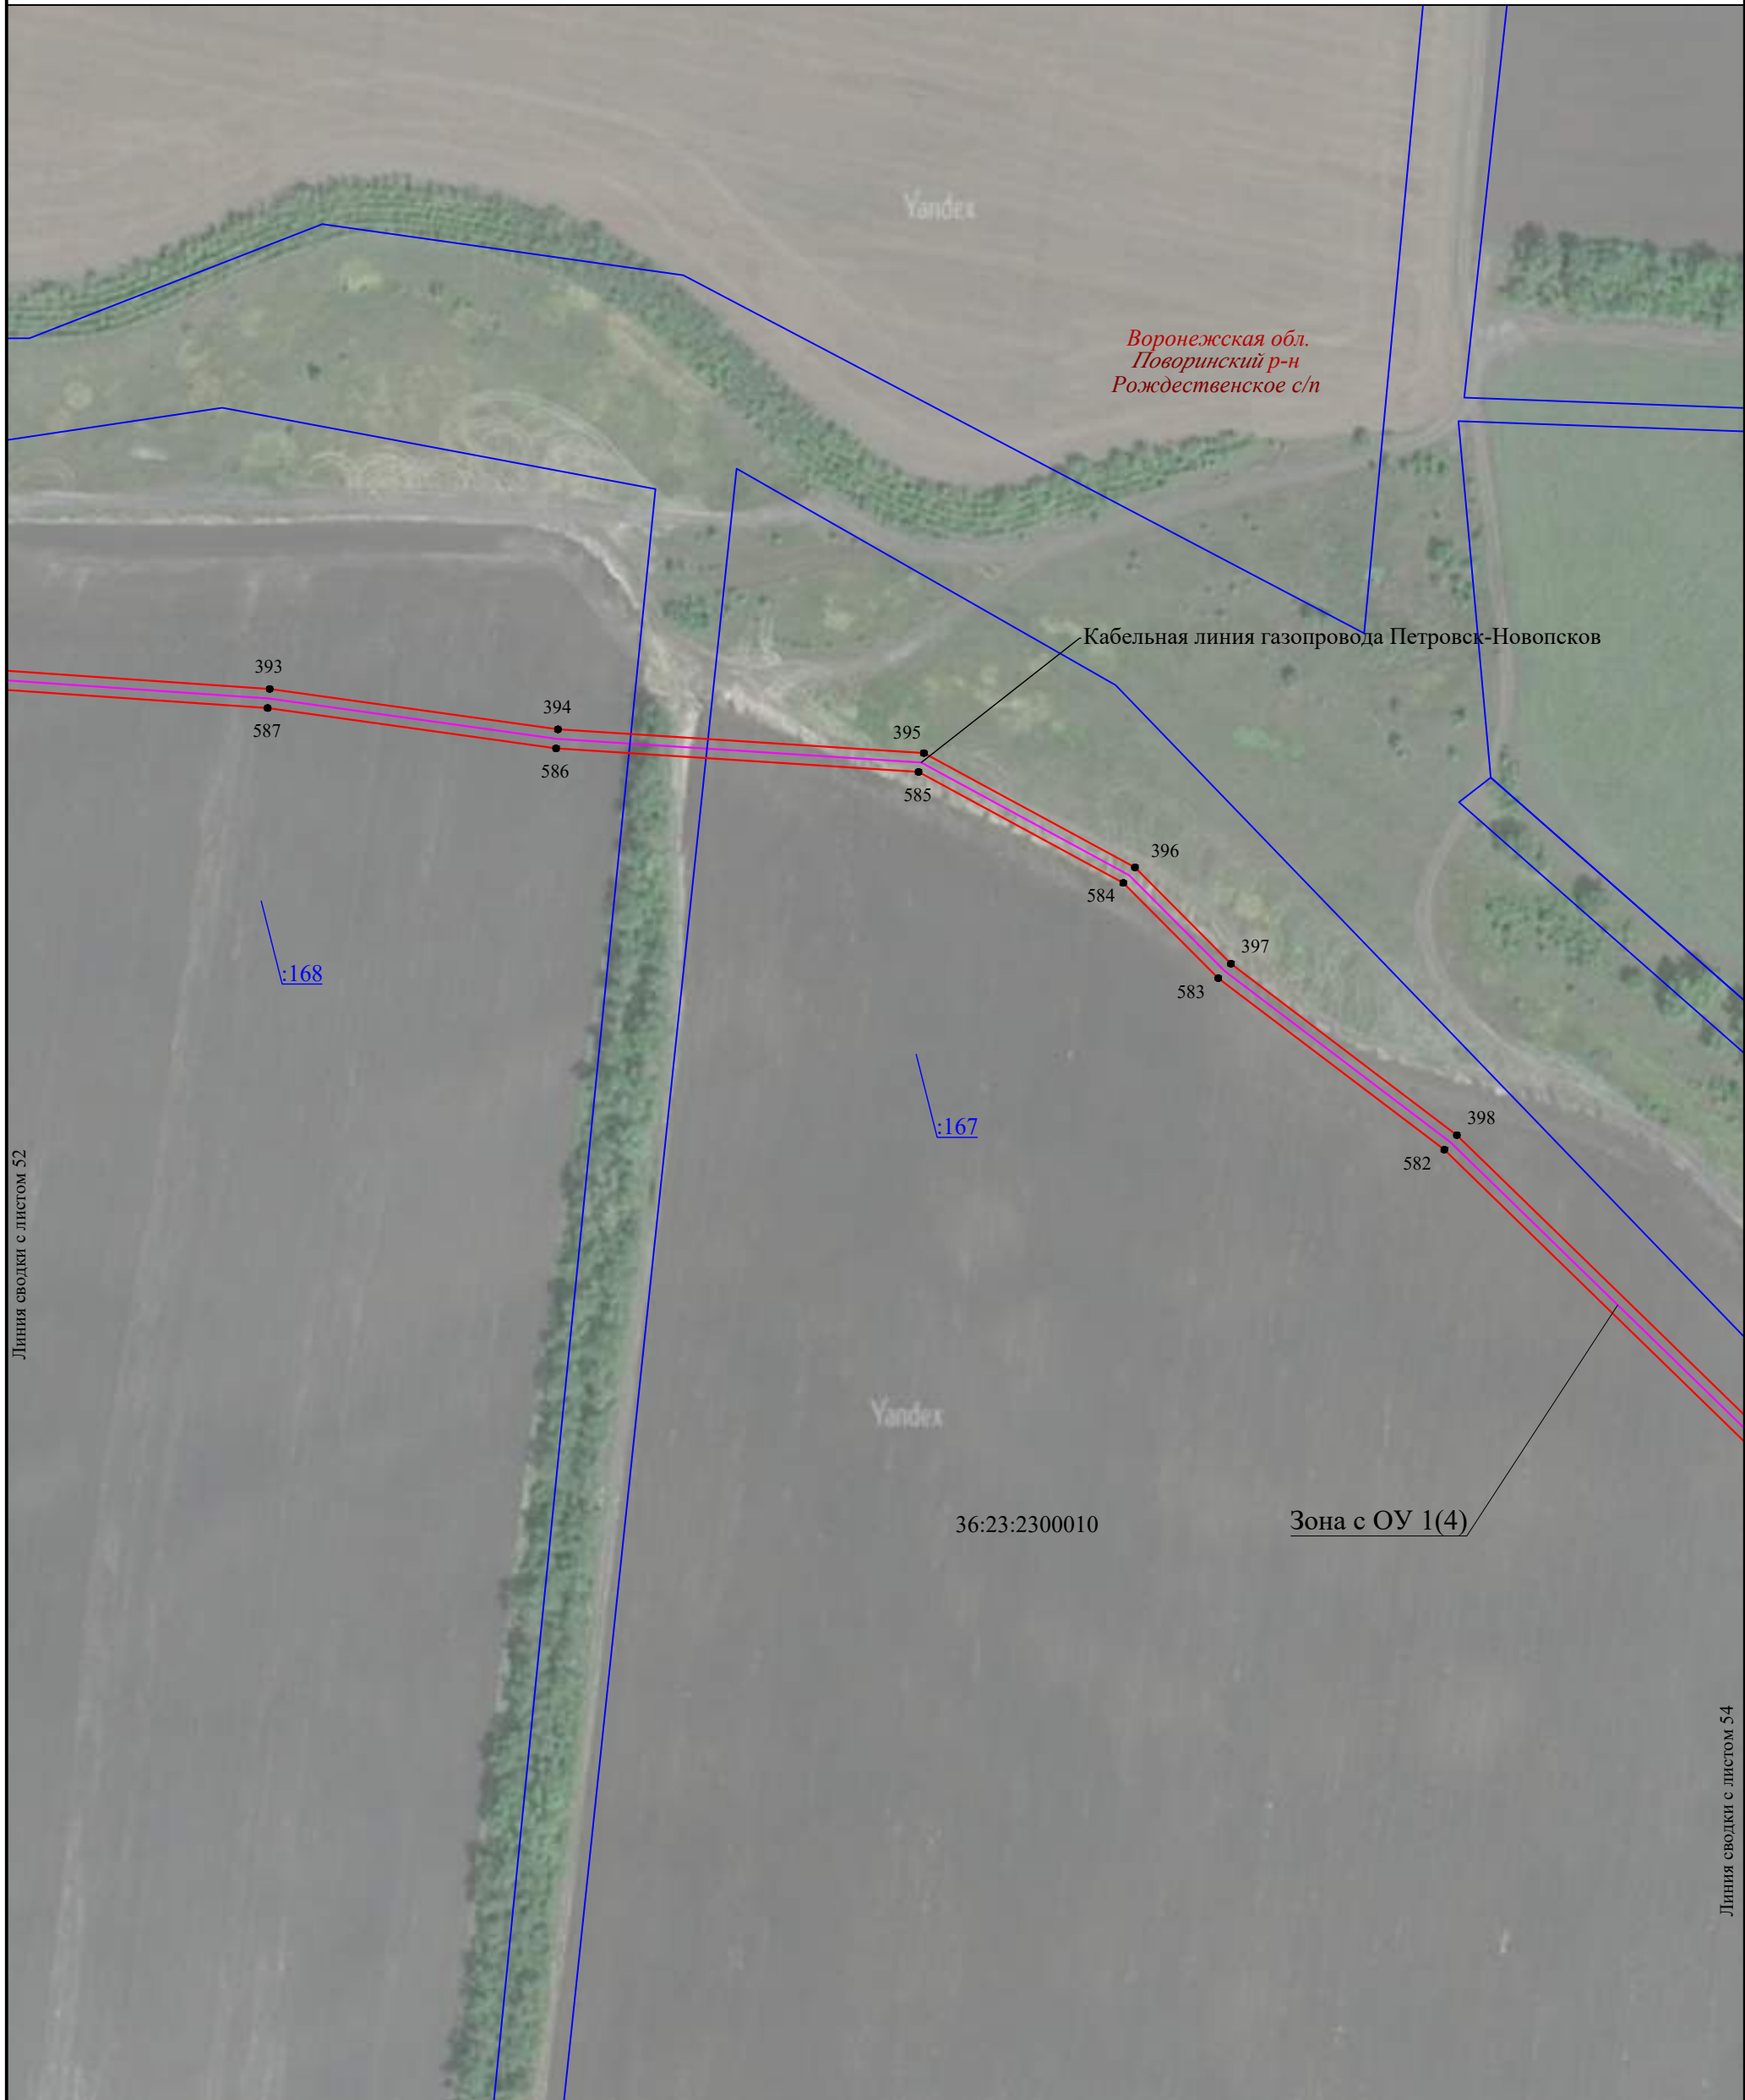 Yandex
Воронежская обл.
Поворинский р-н
Рождественское с/п
Кабельная линия газопровода Петровск-Новопсков
393
394
395
587
586
585
396
584
397
583
:168
:167
398
582
Линия сводки с листом 52
Yandex
36:23:2300010
Зона с ОУ 1(4)
Линия сводки с листом 54